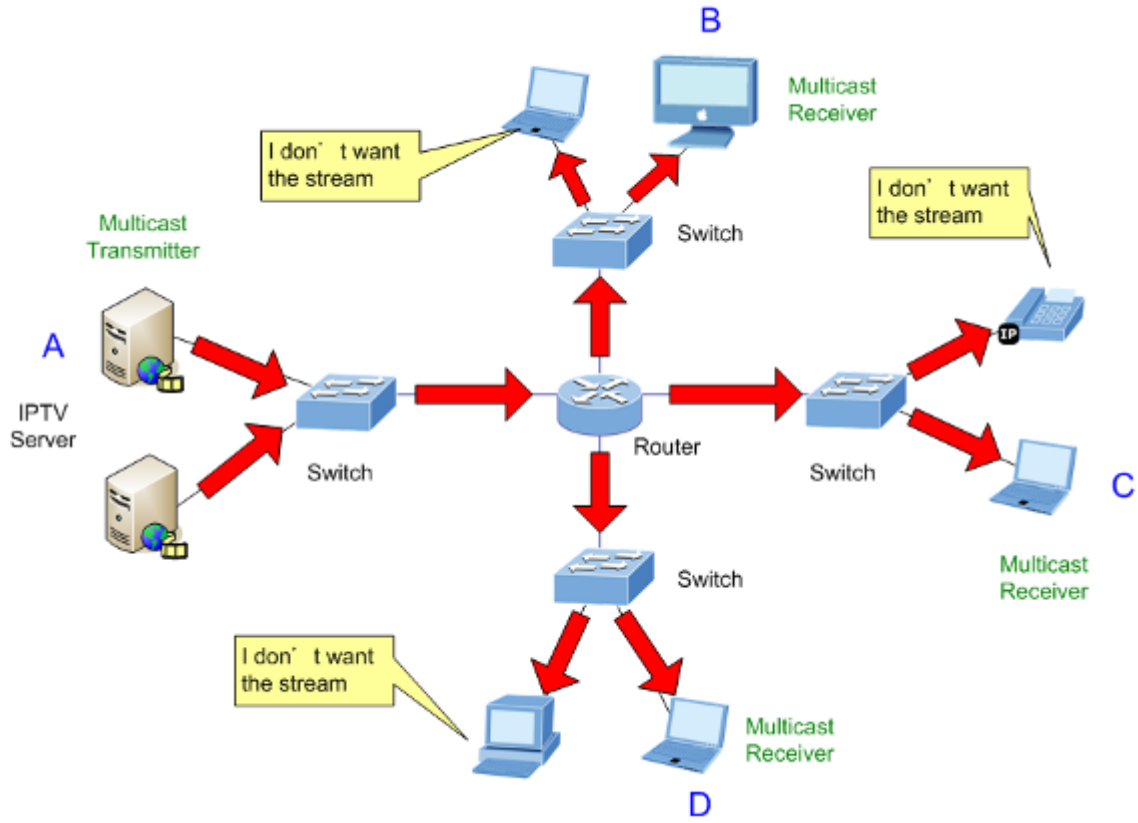 B
Multicast
Receiver
I don' t want
the stream
I don' t want
the stream
Switch
Multicast
Transmitter
A
IP
IPTV
Server
Router
Switch
Switch
C
Switch
Multicast
Receiver
I don' t want
the stream
Multicast
Receiver
D